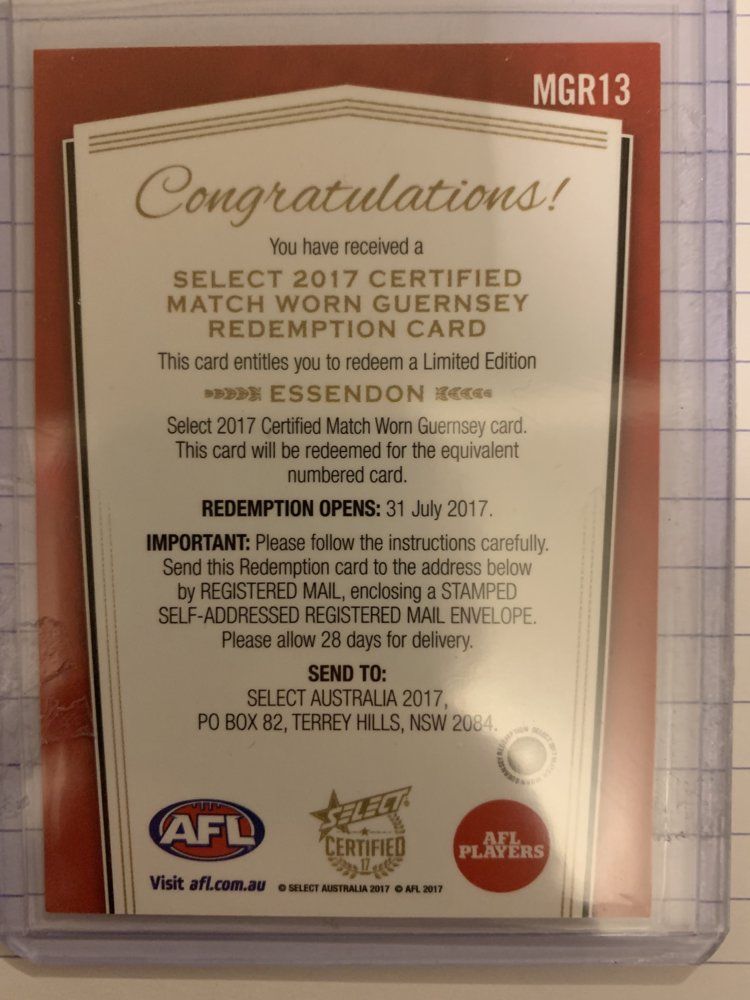 MGR13
Congratulations!
You have received a
SELECT 2017 CERTIFIED
MATCH WORN GUERNSEY
REDEMPTION CARD
This card entitles you to redeem a Limited Edition
ESSENDON
Select 2017 Certified Match Worn Guernsey card.
This card will be redeemed for the equivalent
numbered card.
REDEMPTION OPENS: 31 July 2017.
IMPORTANT: Please follow the instructions carefully.
Send this Redemption card to the address below
by REGISTERED MAIL, enclosing a STAMPED
SELF-ADDRESSED REGISTERED MAIL ENVELOPE.
Please allow 28 days for delivery.
SEND TO:
SELECT AUSTRALIA 2017,
PO BOX 82, TERREY HILLS, NSW 2084.
AFL
Visit afl.com.au
SELECT
CERTIFIED
17
© SELECT AUSTRALIA 2017 © AFL 2017
AFL
PLAYERS